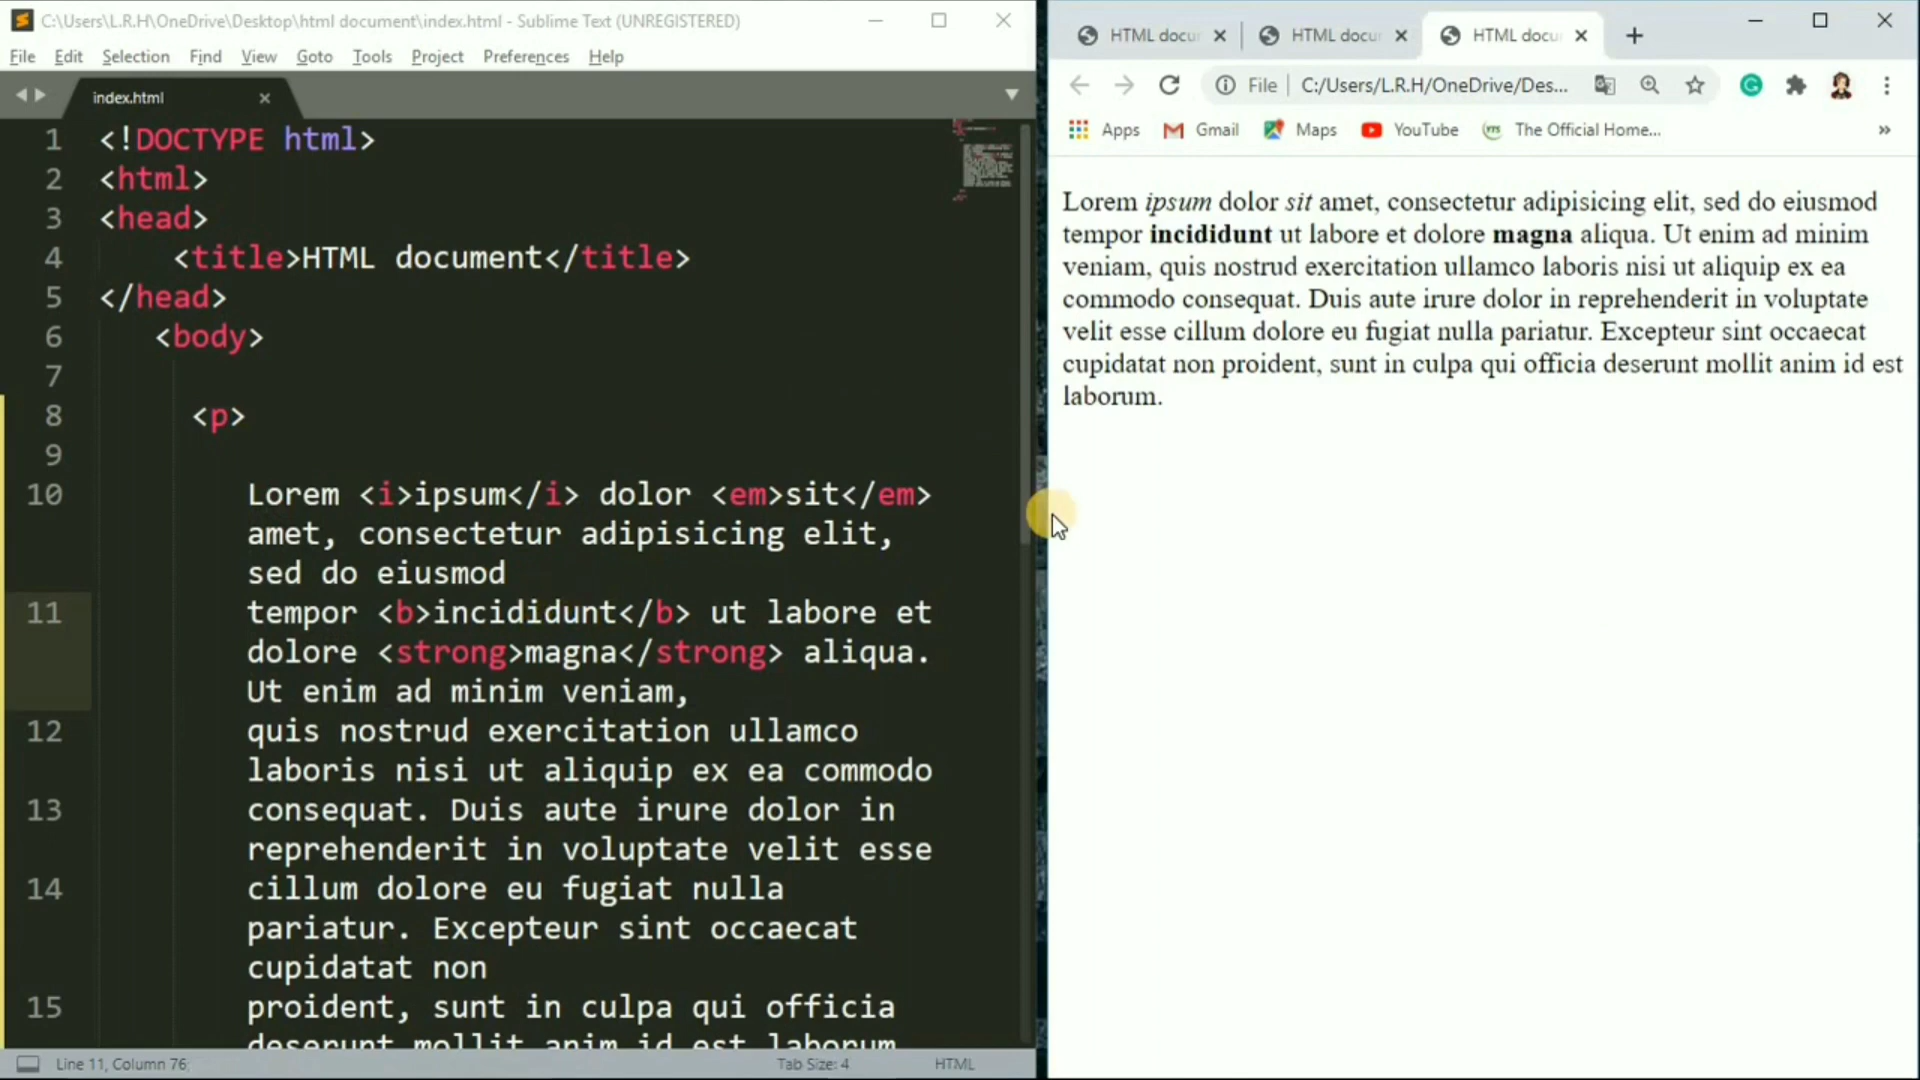 C:\Users\L.R.H\OneDrive\Desktop\html document\index.html - Sublime Text (UNREGISTERED)
File Edit Selection Find View Goto Tools Project Preferences Help
index.html
1 <!DOCTYPE html>
2 <html>
3 <head>
4 <title>HTML document</title>
5 </head>
6 <body>
7
8 <p>
9
10 Lorem <i>ipsum</i> dolor <em>sit</em>
amet, consectetur adipisicing elit,
sed do eiusmod
11 tempor <b>incididunt</b> ut labore et
dolore <strong>magna</strong> aliqua.
Ut enim ad minim veniam,
12 quis nostrud exercitation ullamco
laboris nisi ut aliquip ex ea commodo
13 consequat. Duis aute irure dolor in
reprehenderit in voluptate velit esse
14 cillum dolore eu fugiat nulla
pariatur. Excepteur sint occaecat
cupidatat non
15 proident, sunt in culpa qui officia
deserunt mollit anim id est laborum
Line 11, Column 76
Tab Size: 4
HTML
HTML docu
HTML docu
HTML docu
File
C:/Users/L.R.H/OneDrive/Des...
Apps Gmail Maps YouTube The Official Home...
Lorem ipsum dolor sit amet, consectetur adipisicing elit, sed do eiusmod
tempor incididunt ut labore et dolore magna aliqua. Ut enim ad minim
veniam, quis nostrud exercitation ullamco laboris nisi ut aliquip ex ea
commodo consequat. Duis aute irure dolor in reprehenderit in voluptate
velit esse cillum dolore eu fugiat nulla pariatur. Excepteur sint occaecat
cupidatat non proident, sunt in culpa qui officia deserunt mollit anim id est
laborum.